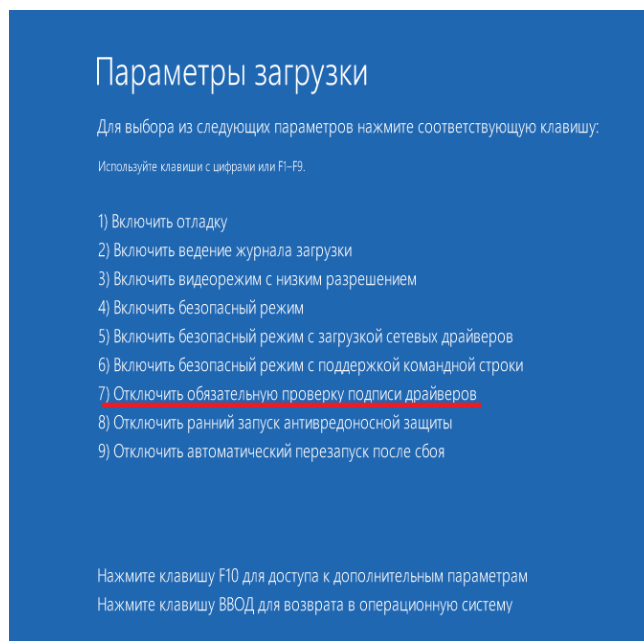 Параметры загрузки
Для выбора из следующих параметров нажмите соответствующую клавишу:
Используйте клавиши с цифрами или F1–F9.
1) Включить отладку
2) Включить ведение журнала загрузки
3) Включить видеорежим с низким разрешением
4) Включить безопасный режим
5) Включить безопасный режим с загрузкой сетевых драйверов
6) Включить безопасный режим с поддержкой командной строки
7) Отключить обязательную проверку подписи драйверов
8) Отключить ранний запуск антивредоносной защиты
9) Отключить автоматический перезапуск после сбоя
Нажмите клавишу F10 для доступа к дополнительным параметрам
Нажмите клавишу ВВОД для возврата в операционную систему